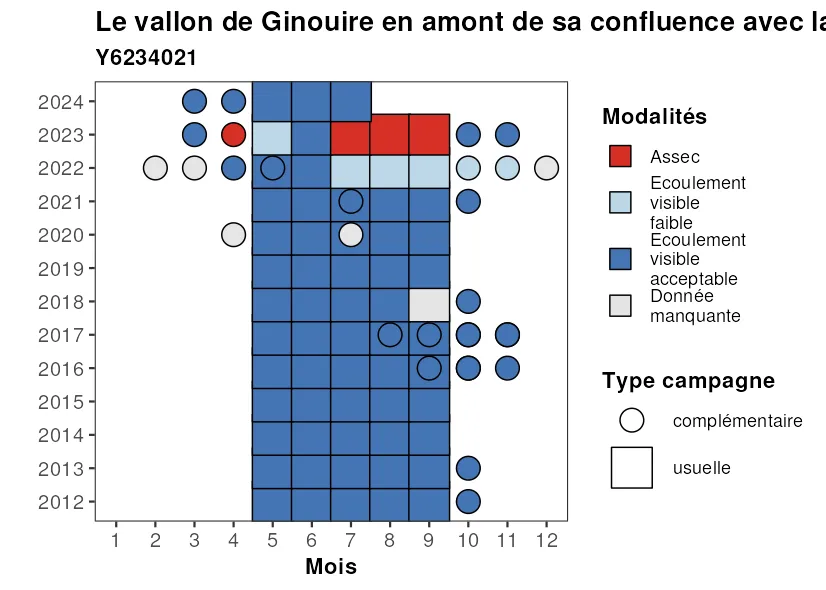 Le vallon de Ginouire en amont de sa confluence avec la
Y6234021
2024
2023
2022
2021
2020
2019
2018
2017
2016
2015
2014
2013
2012
1 2 3 4 5 6 7 8 9 10 11 12
Mois
Modalités
Assec
Ecoulement
visible
faible
Ecoulement
visible
acceptable
Donnée
manquante
Type campagne
complémentaire
usuelle